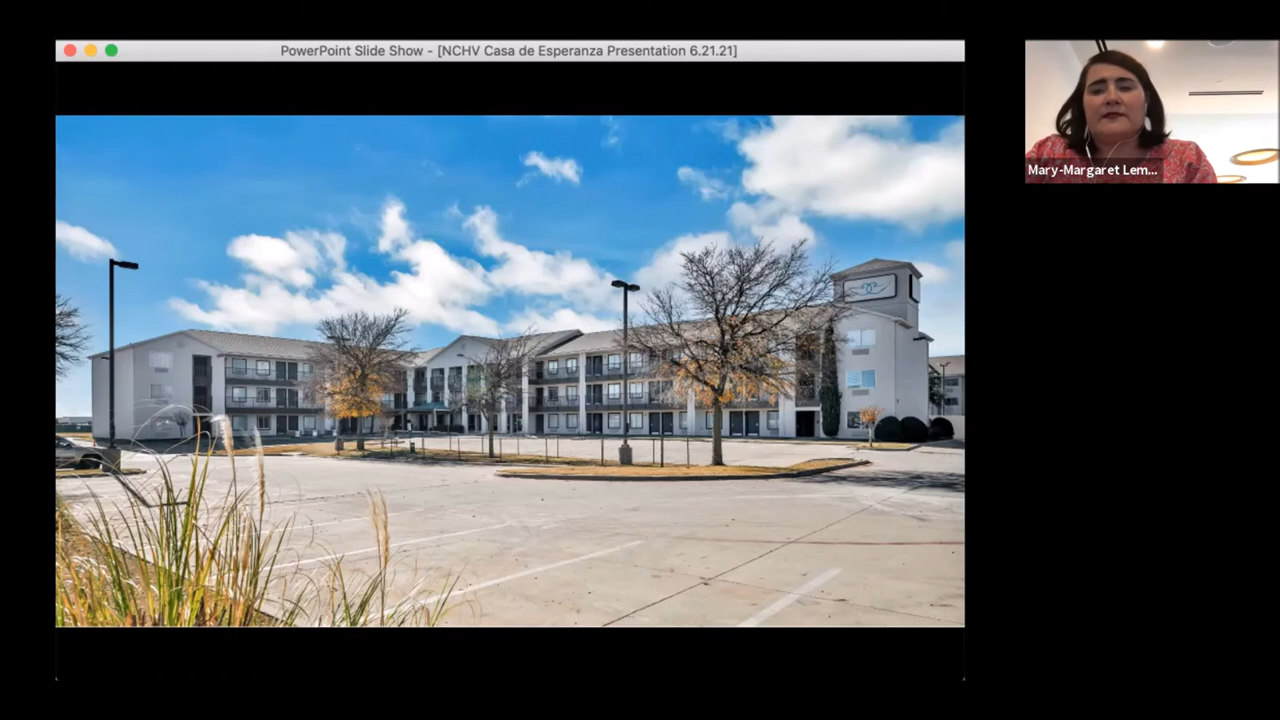 PowerPoint Slide Show - [NCHV Casa de Esperanza Presentation 6.21.21]
Mary-Margaret Lem...